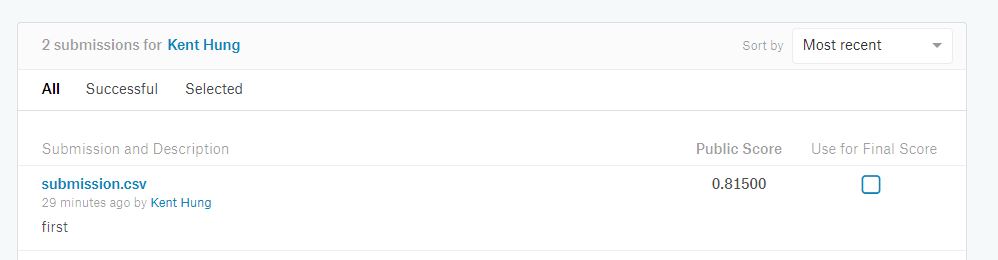 2 submissions for Kent Hung
Sort by Most recent
All Successful Selected
Submission and Description Public Score Use for Final Score
submission.csv 0.81500
29 minutes ago by Kent Hung
first